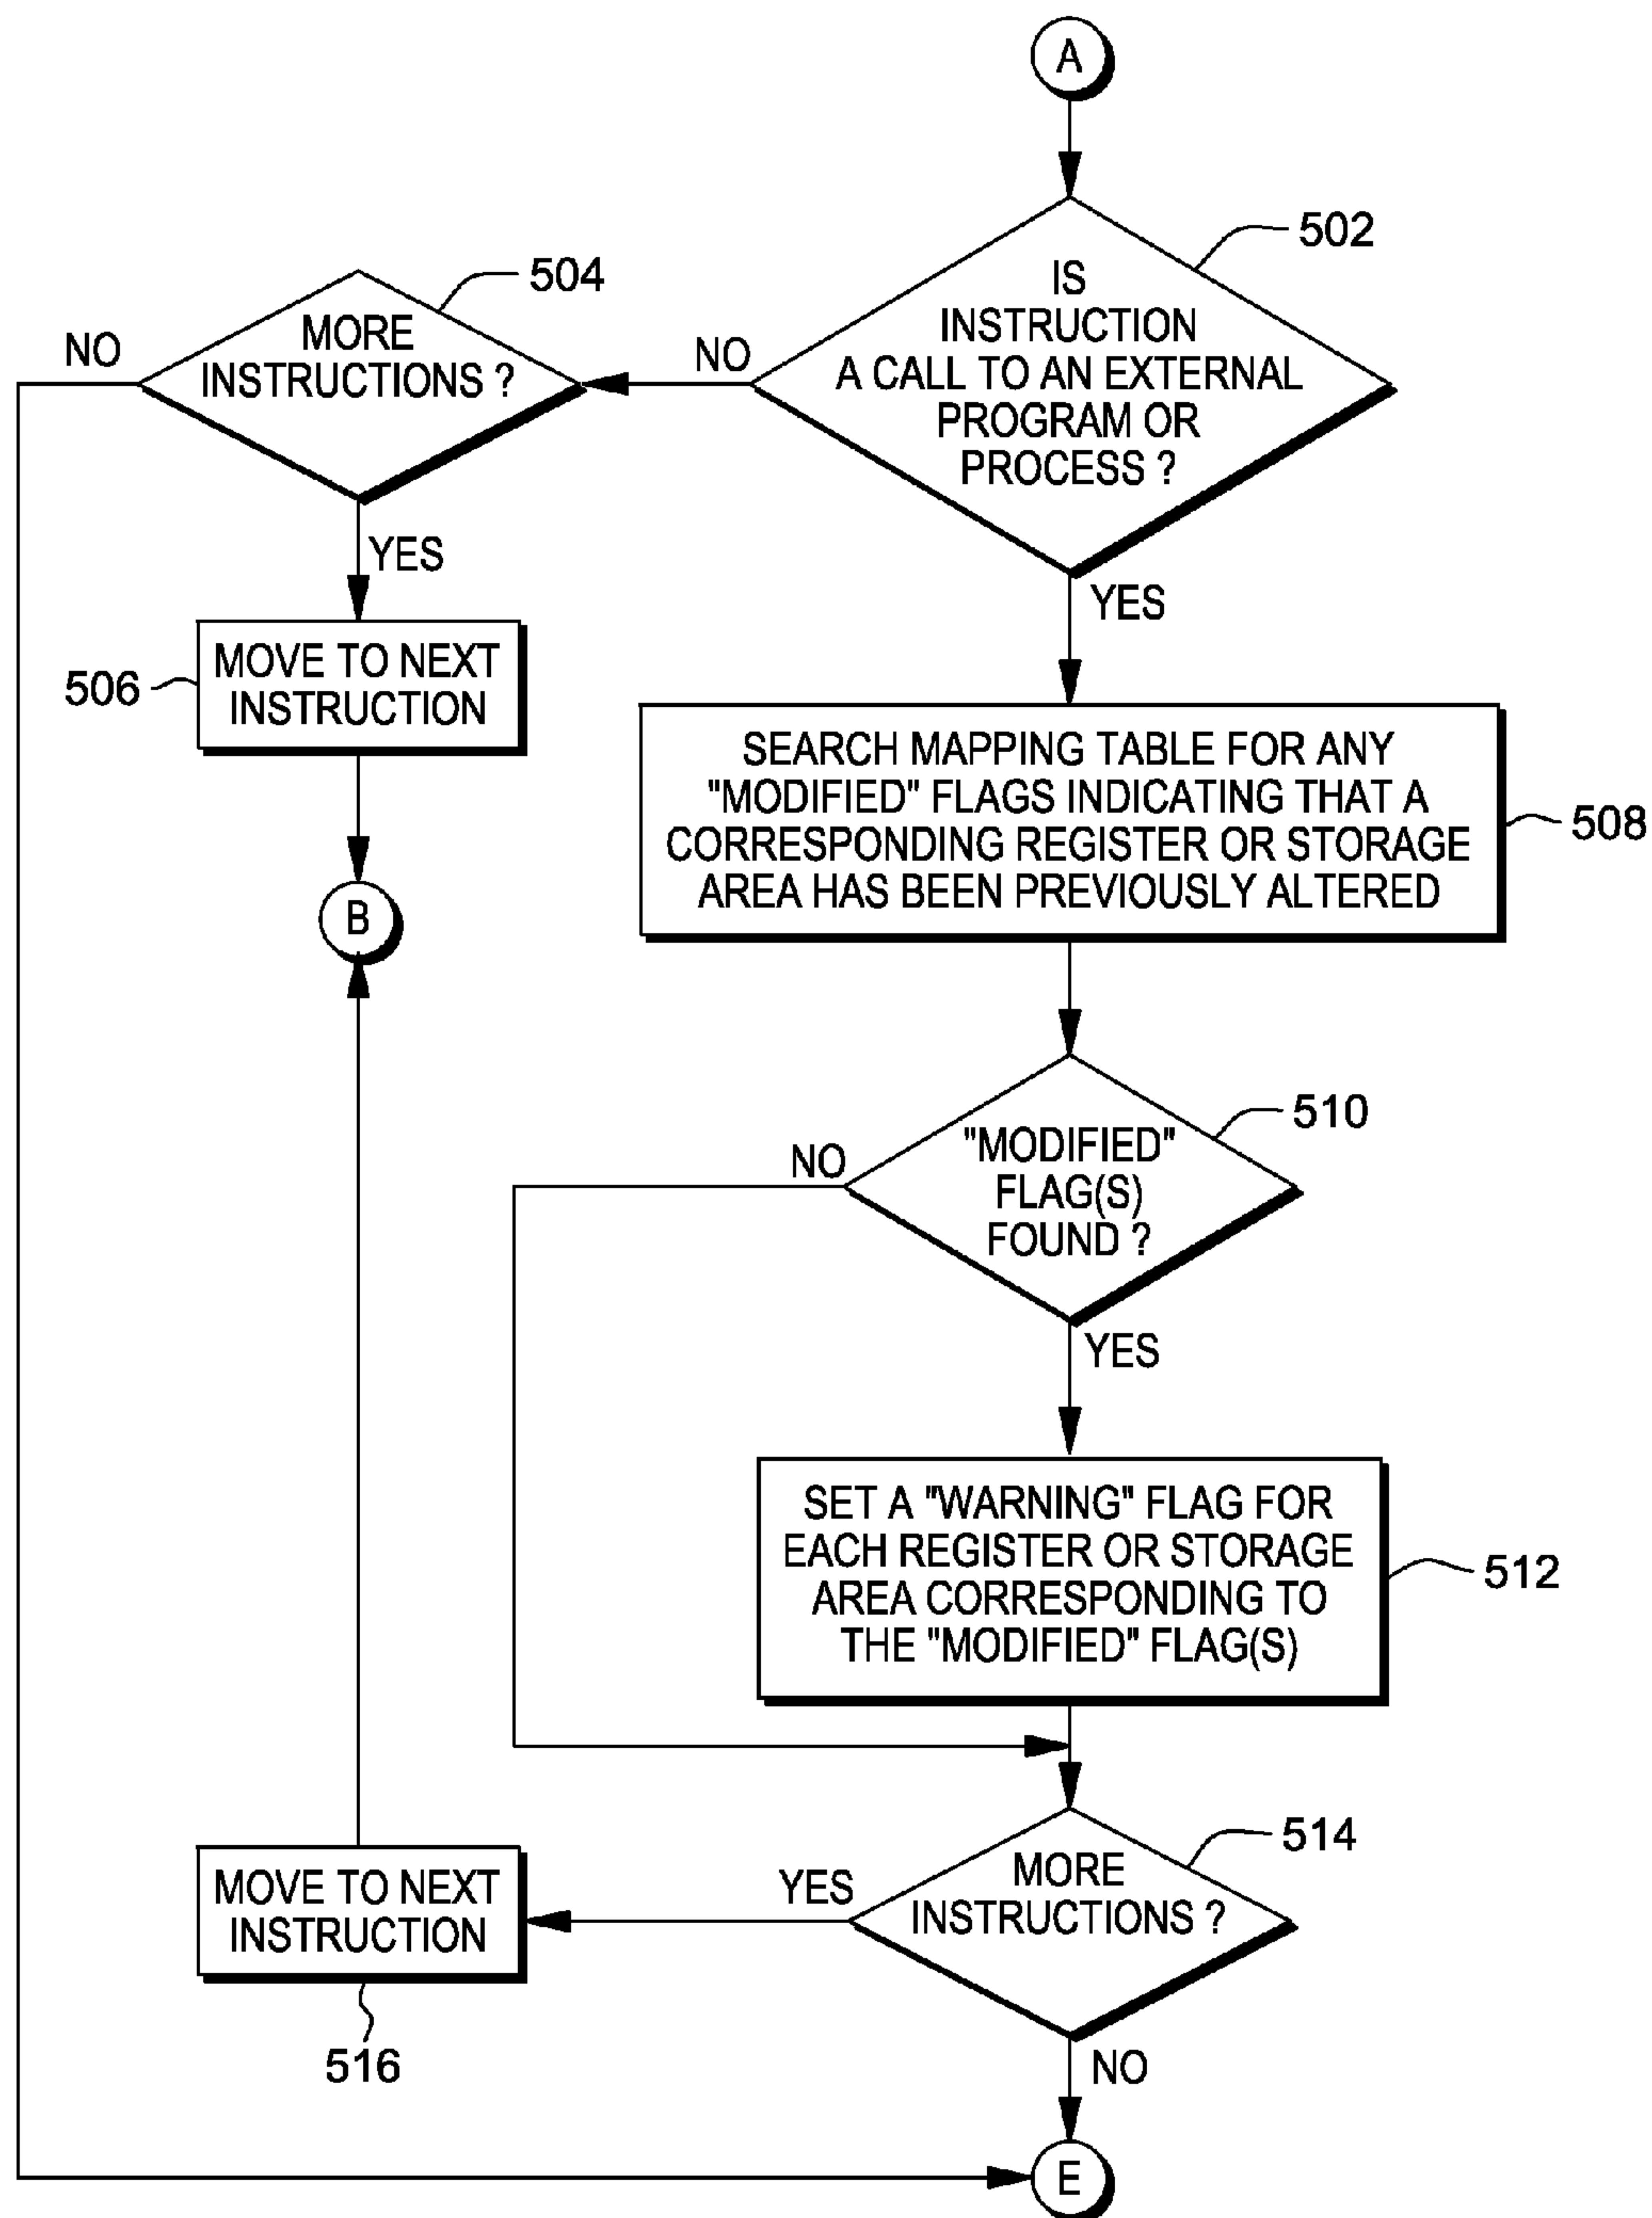 A
502
IS
INSTRUCTION
A CALL TO AN EXTERNAL
PROGRAM OR
PROCESS ?
NO
YES
504
MORE
INSTRUCTIONS ?
NO
YES
506
MOVE TO NEXT
INSTRUCTION
B
SEARCH MAPPING TABLE FOR ANY
"MODIFIED" FLAGS INDICATING THAT A
CORRESPONDING REGISTER OR STORAGE
AREA HAS BEEN PREVIOUSLY ALTERED
508
510
"MODIFIED"
FLAG(S)
FOUND ?
NO
YES
SET A "WARNING" FLAG FOR
EACH REGISTER OR STORAGE
AREA CORRESPONDING TO
THE "MODIFIED" FLAG(S)
512
514
MORE
INSTRUCTIONS ?
YES
NO
MOVE TO NEXT
INSTRUCTION
516
E